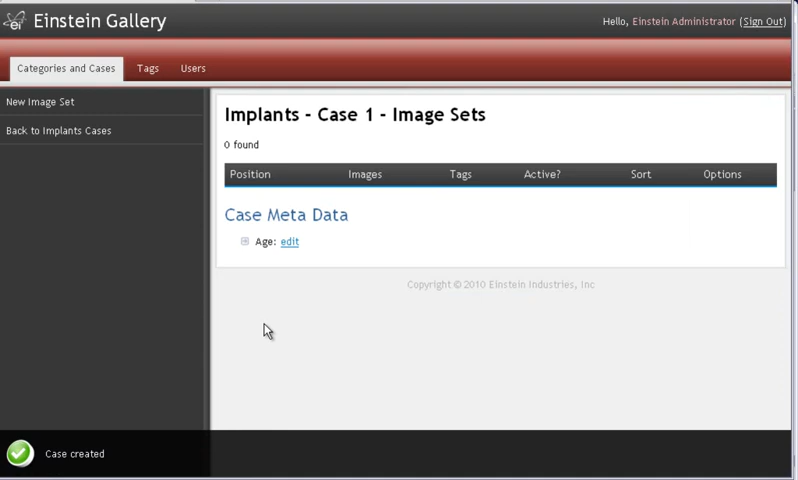 ei Einstein Gallery
Hello, Einstein Administrator (Sign Out)
Categories and Cases Tags Users
New Image Set
Back to Implants Cases
Implants - Case 1 - Image Sets
0 found
Position Images Tags Active? Sort Options
Case Meta Data
Age: edit
Copyright © 2010 Einstein Industries, Inc
Case created